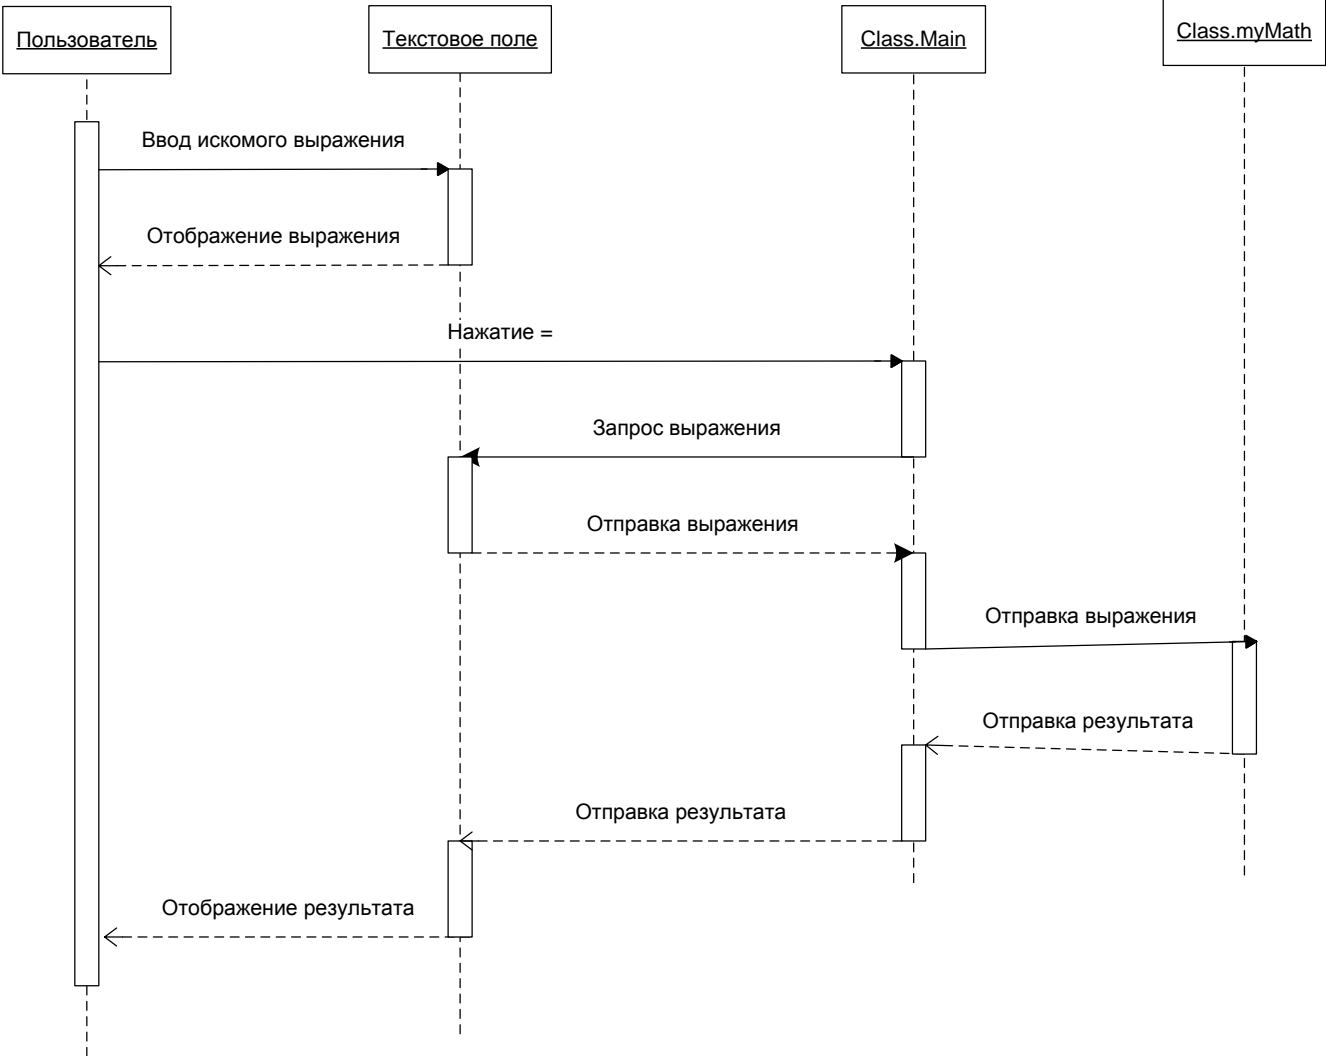 Пользователь
Текстовое поле
Class.Main
Class.myMath
Ввод искомого выражения
Отображение выражения
Нажатие =
Запрос выражения
Отправка выражения
Отправка выражения
Отправка результата
Отправка результата
Отображение результата